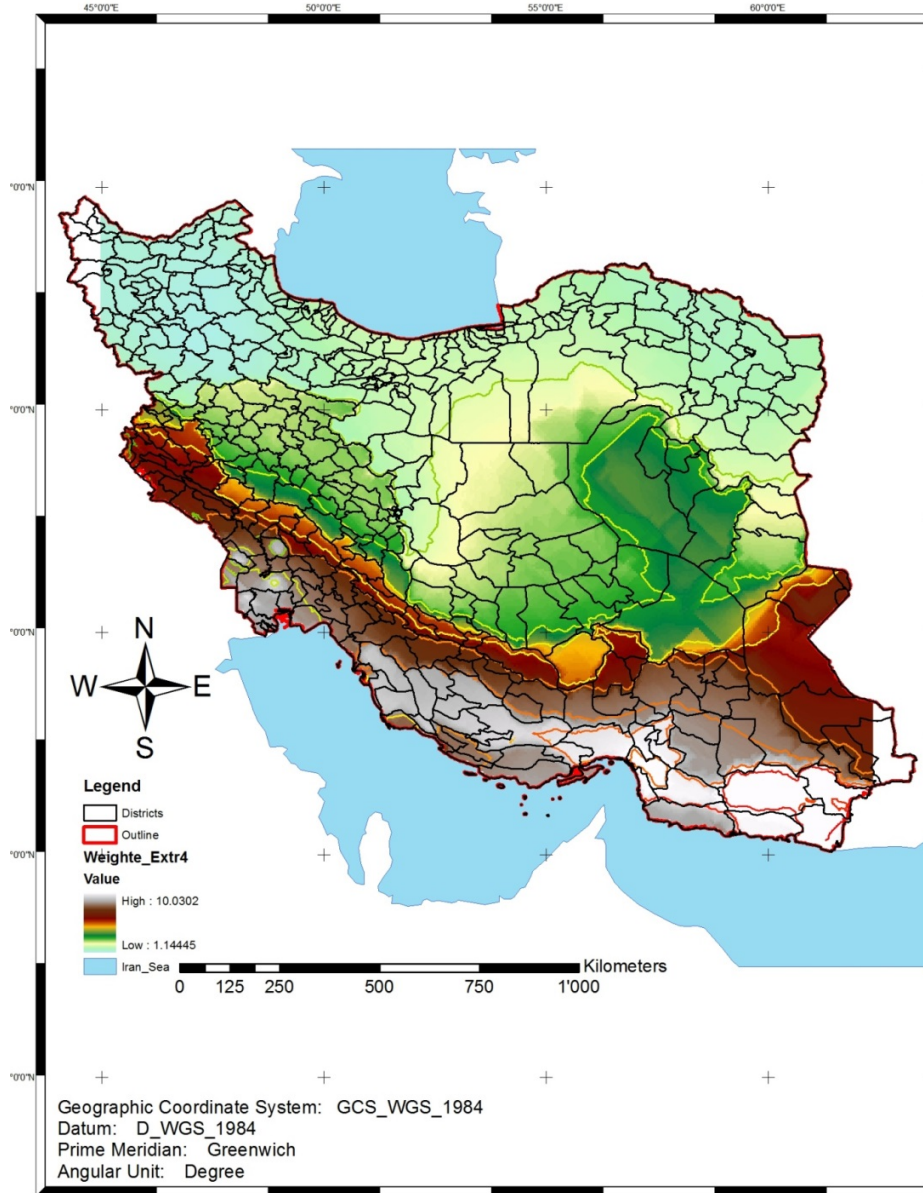 45°0'0"E 50°0'0"E 55°0'0"E 60°0'0"E
°0'0"N
°0'0"N
°0'0"N
°0'0"N
°0'0"N
N
W E
S
Legend
Districts
Outline
Weighte_Extr4
Value
High : 10.0302
Low : 1.14445
Iran_Sea
Kilometers
0 125 250 500 750 1'000
Geographic Coordinate System: GCS_WGS_1984
Datum: D_WGS_1984
Prime Meridian: Greenwich
Angular Unit: Degree